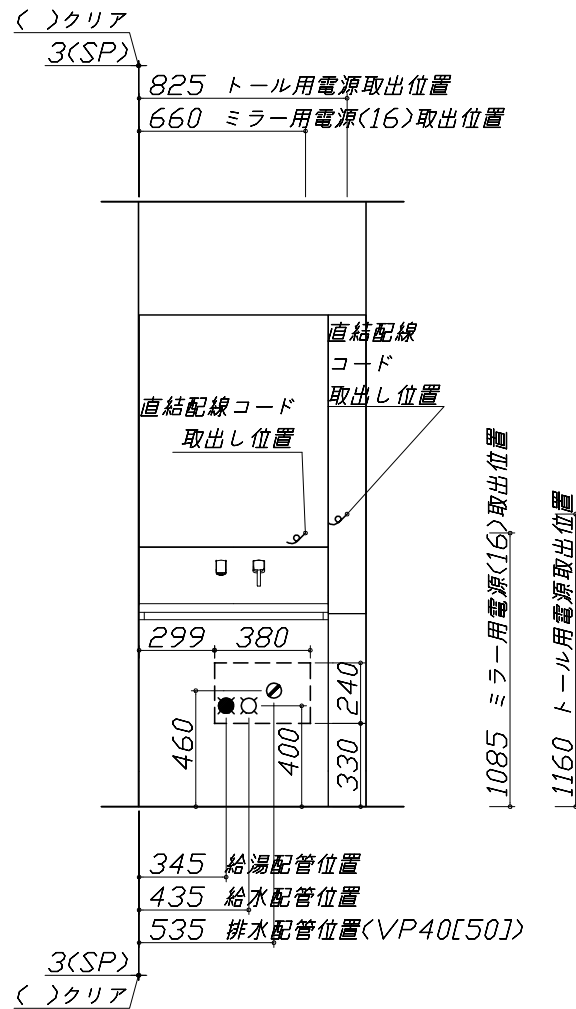 ( )クリア
3(SP)
825 トール用電源取出位置
660 ミラー用電源(16)取出位置
直結配線
コード
取出し位置
直結配線コード
取出し位置
299
380
240
460
400
330
1085 ミラー用電源(16)取出位置
1160 トール用電源取出位置
345 給湯配管位置
435 給水配管位置
535 排水配管位置(VP40[50])
3(SP)
( )クリア